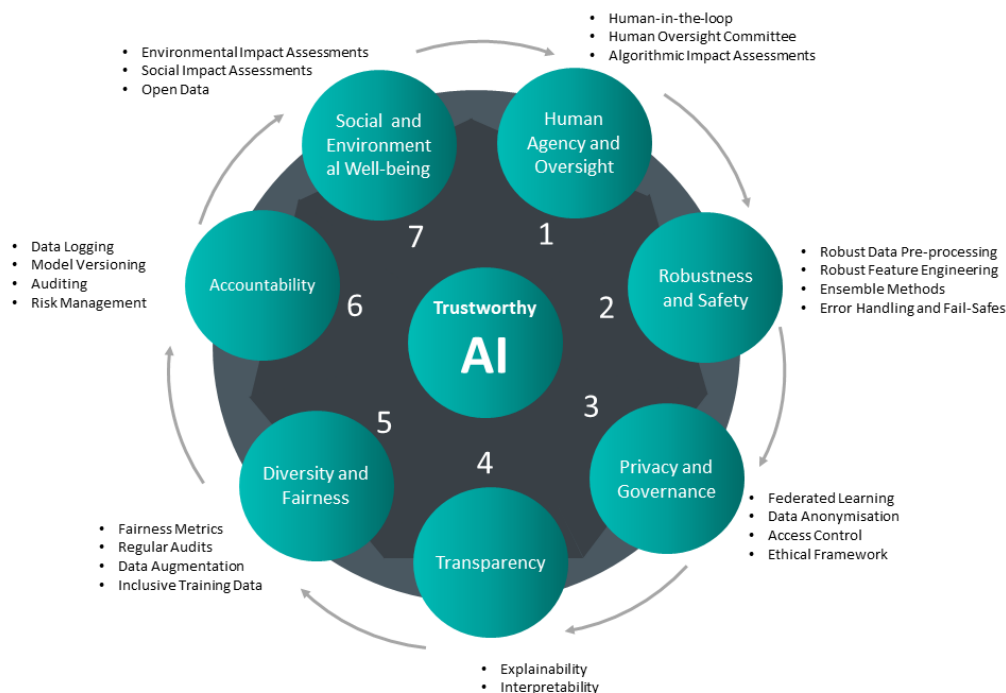 • Human-in-the-loop
• Human Oversight Committee
• Algorithmic Impact Assessments
• Environmental Impact Assessments
• Social Impact Assessments
• Open Data
Social and
Environment
al Well-being
Human
Agency and
Oversight
7
1
• Data Logging
• Model Versioning
• Auditing
• Risk Management
Accountability
6
Trustworthy
AI
2
Robustness
and Safety
• Robust Data Pre-processing
• Robust Feature Engineering
• Ensemble Methods
• Error Handling and Fail-Safes
5
4
3
Diversity and
Fairness
Transparency
Privacy and
Governance
• Federated Learning
• Data Anonymisation
• Access Control
• Ethical Framework
• Fairness Metrics
• Regular Audits
• Data Augmentation
• Inclusive Training Data
• Explainability
• Interpretability